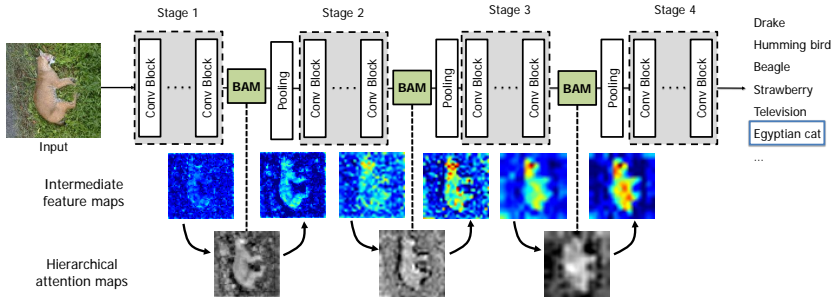 Stage 1
Stage 2
Stage 3
Stage 4
Conv Block
....
Conv Block
BAM
Pooling
Conv Block
....
Conv Block
BAM
Pooling
Conv Block
....
Conv Block
BAM
Pooling
Conv Block
....
Conv Block
Input
Drake
Humming bird
Beagle
Strawberry
Television
Egyptian cat
...
Intermediate
feature maps
Hierarchical
attention maps